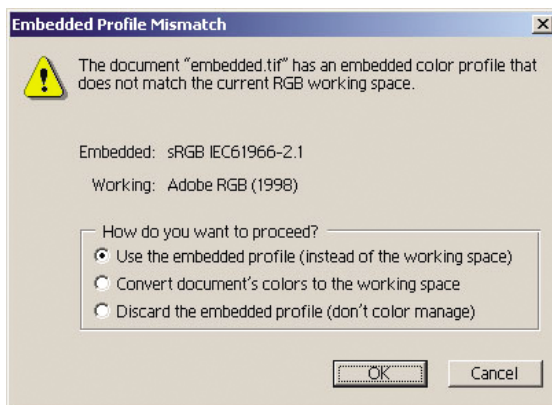 Embedded Profile Mismatch
The document “embedded.tif” has an embedded color profile that
does not match the current RGB working space.
Embedded: sRGB IEC61966-2.1
Working: Adobe RGB (1998)
How do you want to proceed?
Use the embedded profile (instead of the working space)
Convert document's colors to the working space
Discard the embedded profile (don't color manage)
OK Cancel